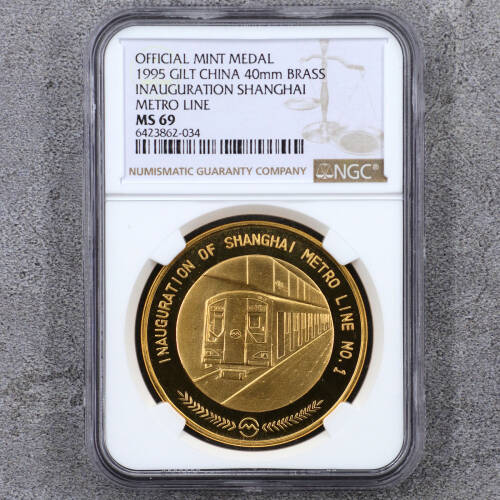 OFFICIAL MINT MEDAL
1995 GILT CHINA 40mm BRASS
INAUGURATION SHANGHAI
METRO LINE
MS 69
6423862-034
NUMISMATIC GUARANTY COMPANY
NGC®
INAUGURATION OF SHANGHAI METRO LINE NO.1